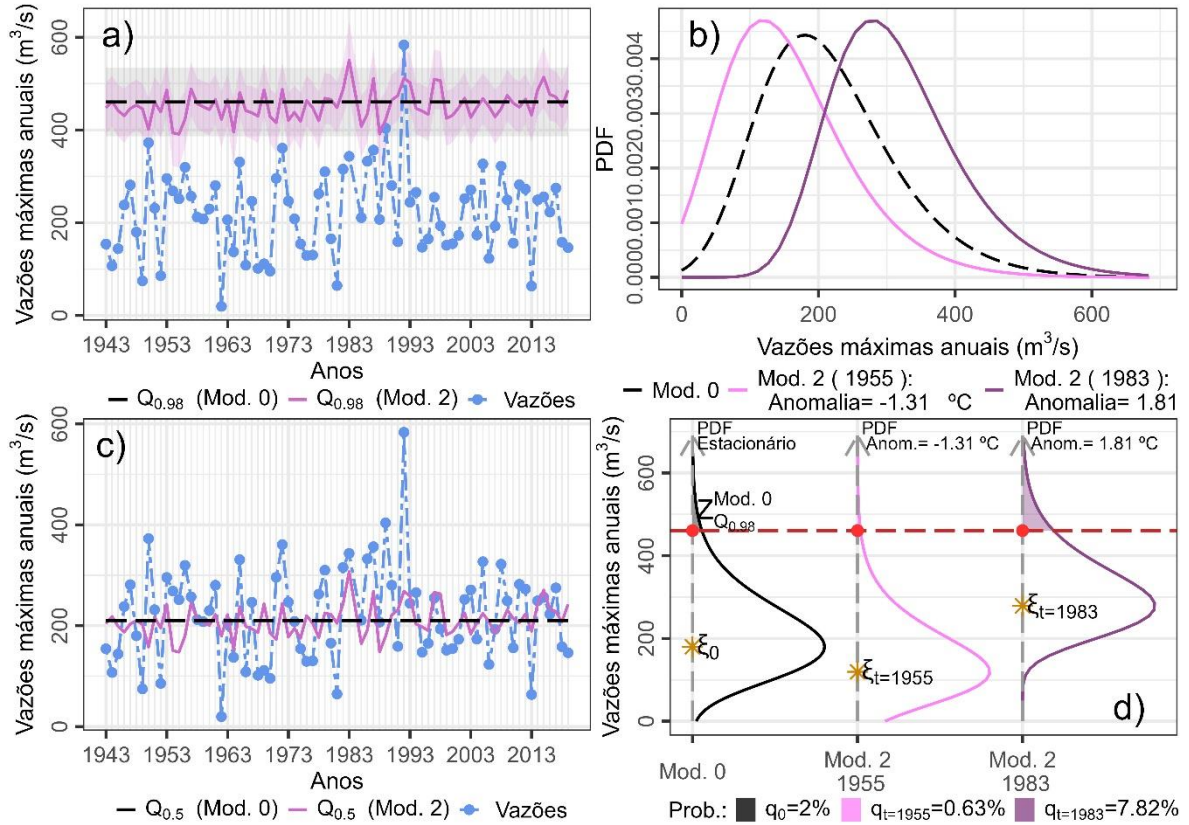 a)
Vazões máximas anuais (m³/s)
600
400
200
0
1943 1953 1963 1973 1983 1993 2003 2013
Anos
Q0.98 (Mod. 0) Q0.98 (Mod. 2) Vazões
b)
PDF
0.0000.0010.0020.0030.004
0 200 400 600
Vazões máximas anuais (m³/s)
Mod. 0 Mod. 2 ( 1955 ): Mod. 2 ( 1983 ):
Anomalia= -1.31 ºC Anomalia= 1.81
c)
Vazões máximas anuais (m³/s)
600
400
200
0
1943 1953 1963 1973 1983 1993 2003 2013
Anos
Q0.5 (Mod. 0) Q0.5 (Mod. 2) Vazões
d)
Vazões máximas anuais (m³/s)
600
400
200
0
PDF PDF PDF
Estacionário Anom.= -1.31 ºC Anom.= 1.81 ºC
Mod. 0
Q0.98
ξ0
ξt=1955
ξt=1983
Mod. 0 Mod. 2 Mod. 2
1955 1983
Prob.: q0=2% qt=1955=0.63% qt=1983=7.82%